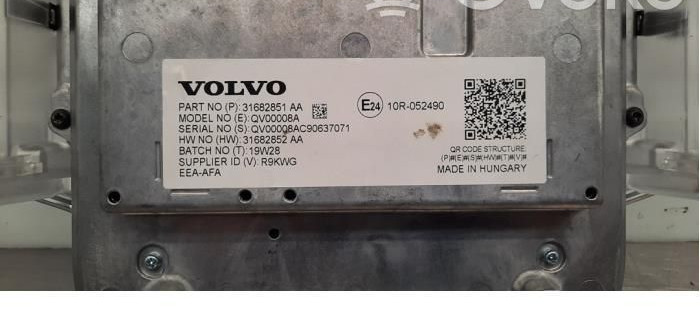 VOLVO
PART NO (P): 31682851 AA
MODEL NO (E): QV00008A
SERIAL NO (S): QV00008AC90637071
HW NO (HW): 31682852 AA
BATCH NO (T): 19W28
SUPPLIER ID (V): R9KWG
EEA-AFA
E24 10R-052490
QR CODE STRUCTURE:
(P)#(E)#(S)#(HW)#(T)#(V)#
MADE IN HUNGARY